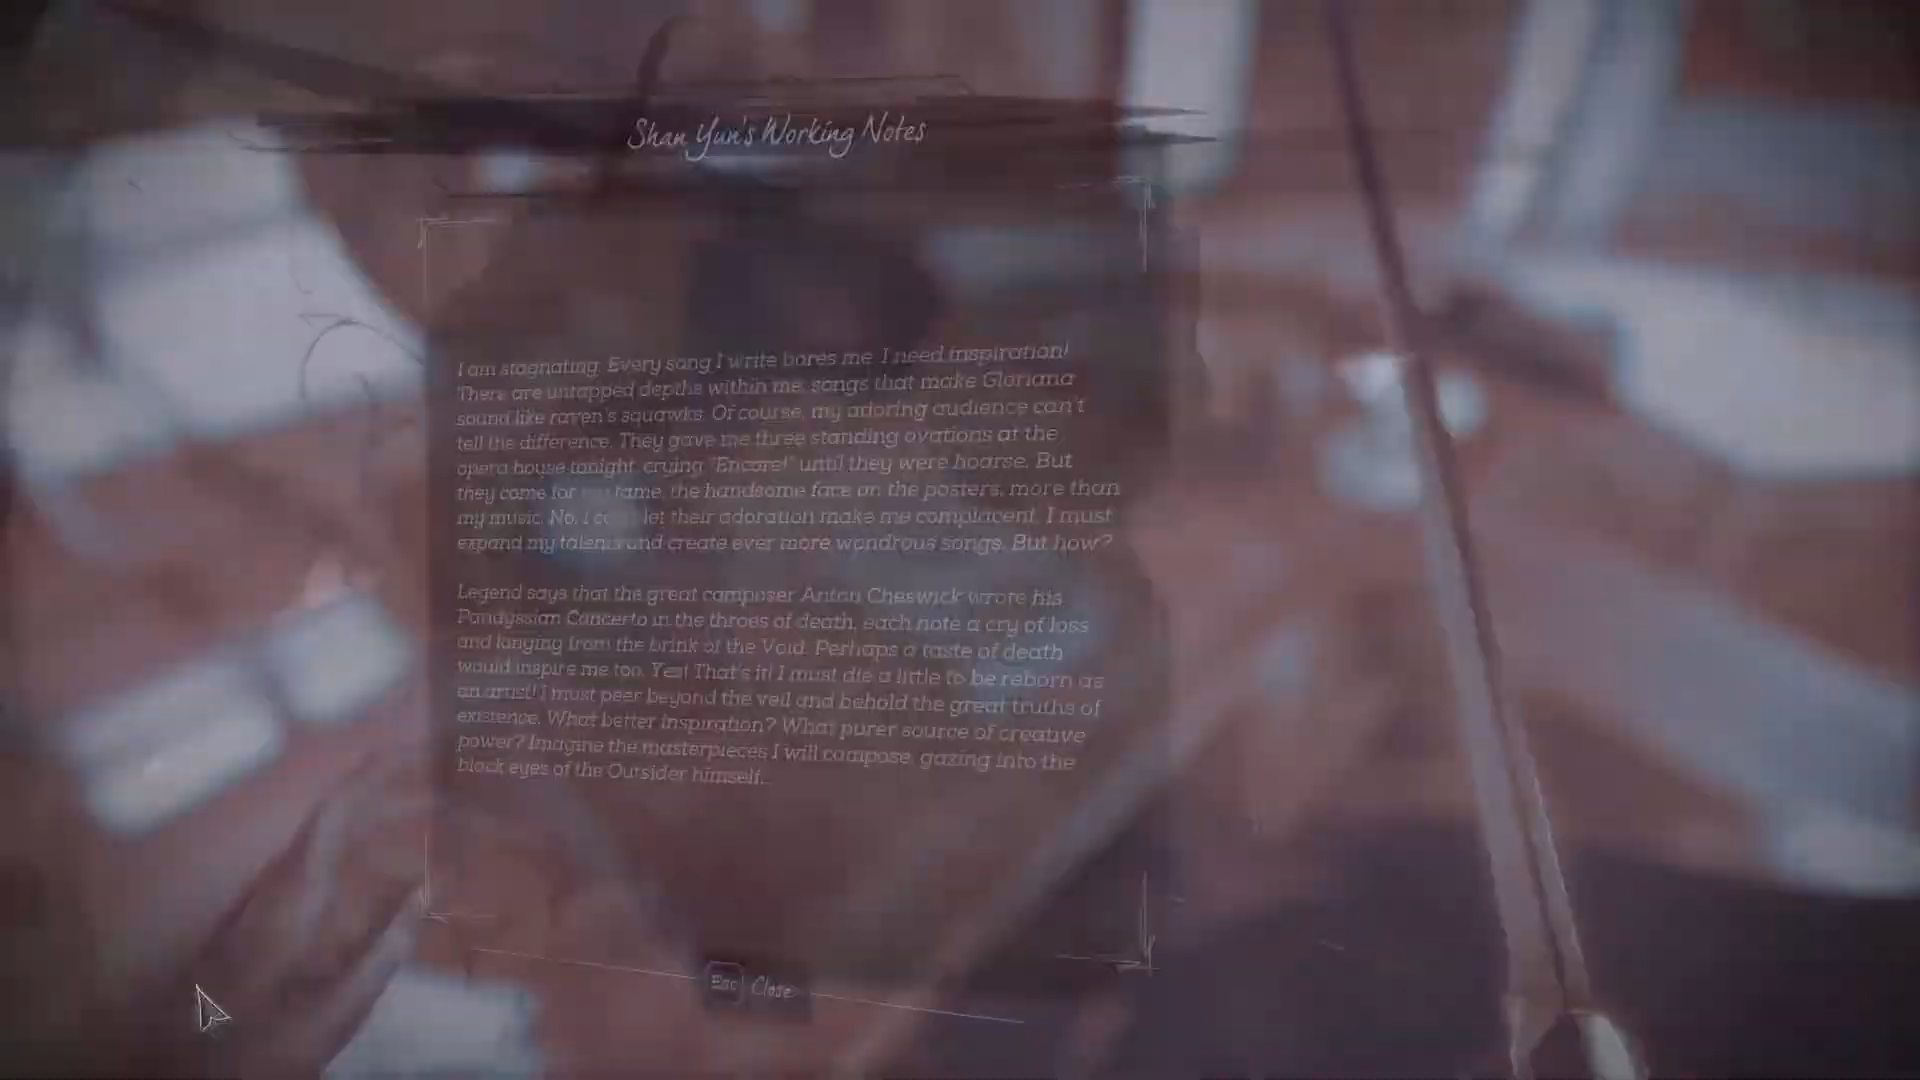 Shan Yun's Working Notes
I am stagnating. Every song I write bores me. I need inspiration!
There are untapped depths within me, songs that make Gloriana
sound like raven's squawks. Of course, my adoring audience can't
tell the difference. They gave me three standing ovations at the
opera house tonight, crying "Encore!" until they were hoarse. But
they come for fame, the handsome face on the posters, more than
my music. No, I let their adoration make me complacent. I must
expand my talents and create ever more wondrous songs. But how?
Legend says that the great composer Anton Cheswick wrote his
Pandyssian Concerto in the throes of death, each note a cry of loss
and longing from the brink of the Void. Perhaps a taste of death
would inspire me too. Yes! That's it! I must die a little to be reborn as
an artist! I must peer beyond the veil and behold the great truths of
existence. What better inspiration? What purer source of creative
power? Imagine the masterpieces I will compose, gazing into the
black eyes of the Outsider himself...
Esc Close